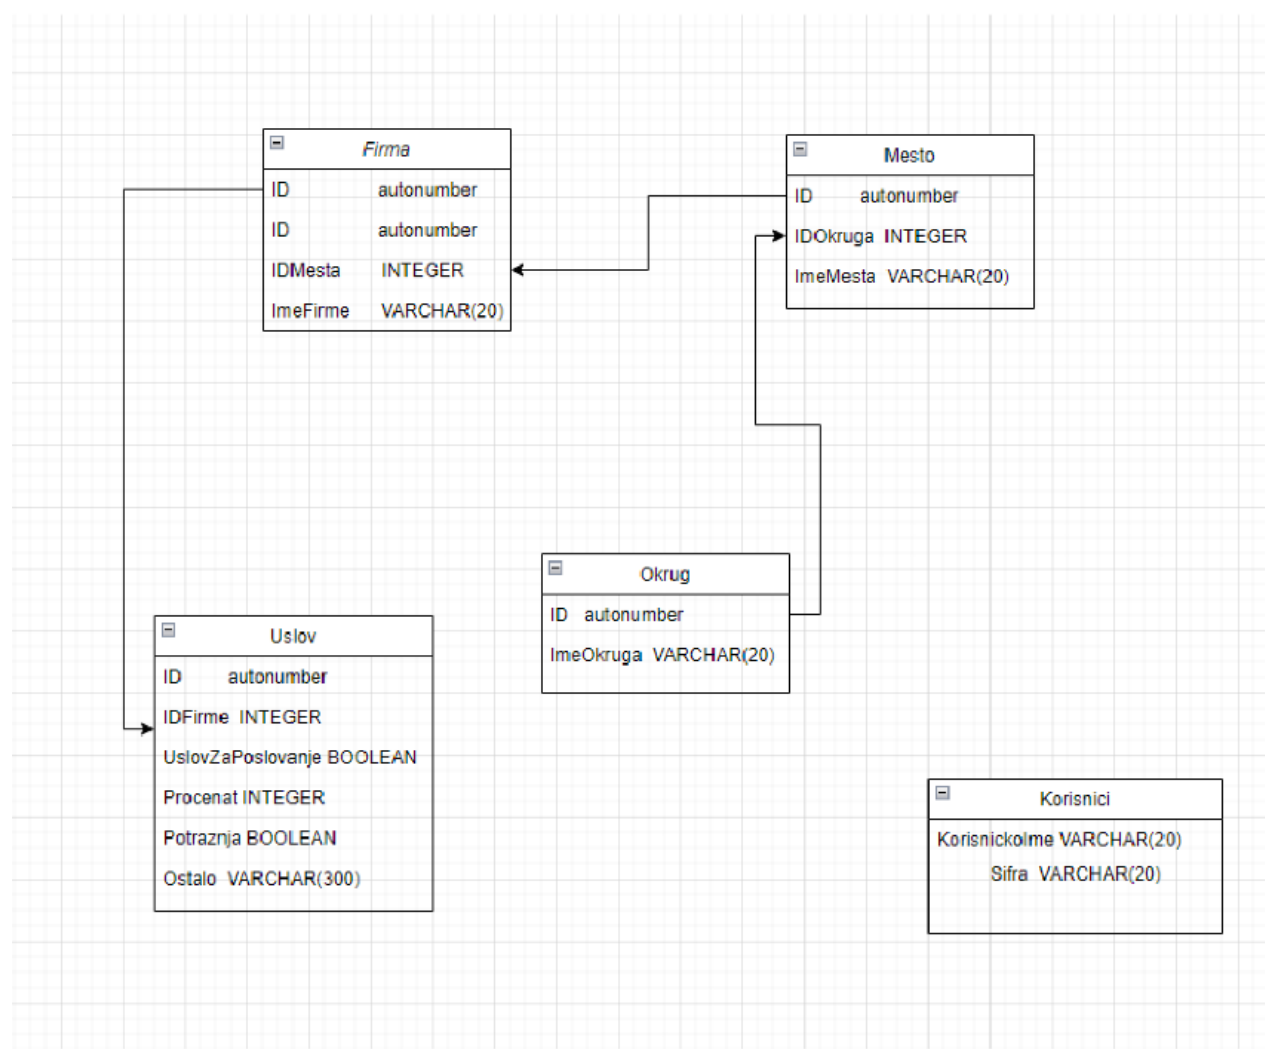 Firma
ID autonumber
ID autonumber
IDMesta INTEGER
ImeFirme VARCHAR(20)
Mesto
ID autonumber
IDOkruga INTEGER
ImeMesta VARCHAR(20)
Okrug
ID autonumber
ImeOkruga VARCHAR(20)
Uslov
ID autonumber
IDFirme INTEGER
UslovZaPoslovanje BOOLEAN
Procenat INTEGER
Potraznja BOOLEAN
Ostalo VARCHAR(300)
Korisnici
KorisnickoIme VARCHAR(20)
Sifra VARCHAR(20)